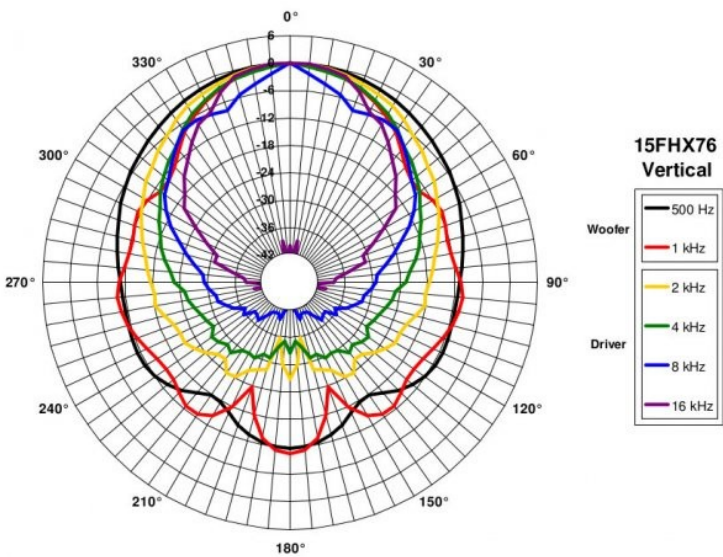 0°
330°
30°
6
0
-6
-12
-18
-24
-30
-36
-42
300°
60°
270°
90°
240°
120°
210°
150°
180°
15FHX76
Vertical
Woofer
500 Hz
1 kHz
Driver
2 kHz
4 kHz
8 kHz
16 kHz